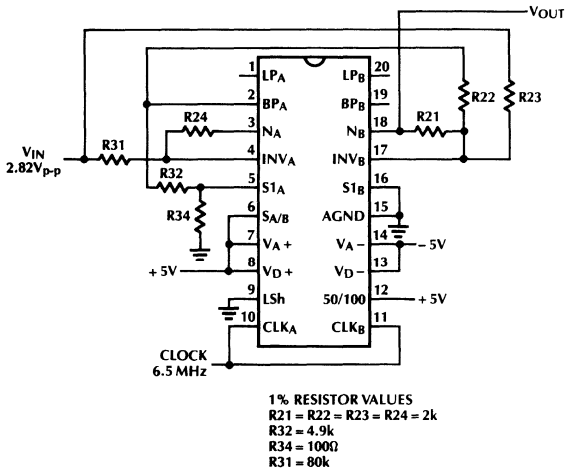 VOUT
1 LPA LPB 20
2 BPA BPB 19
R22 R23
R24 3 NA NB 18 R21
VIN R31 4 INVA INVB 17
2.82Vp-p
R32 5 S1A S1B 16
R34 6 SA/B AGND 15
7 VA+ VA− 14 − 5V
+ 5V 8 VD+ VD− 13
9 LSh 50/100 12 + 5V
10 CLKA CLKB 11
CLOCK
6.5 MHz
1% RESISTOR VALUES
R21 = R22 = R23 = R24 = 2k
R32 = 4.9k
R34 = 100Ω
R31 = 80k